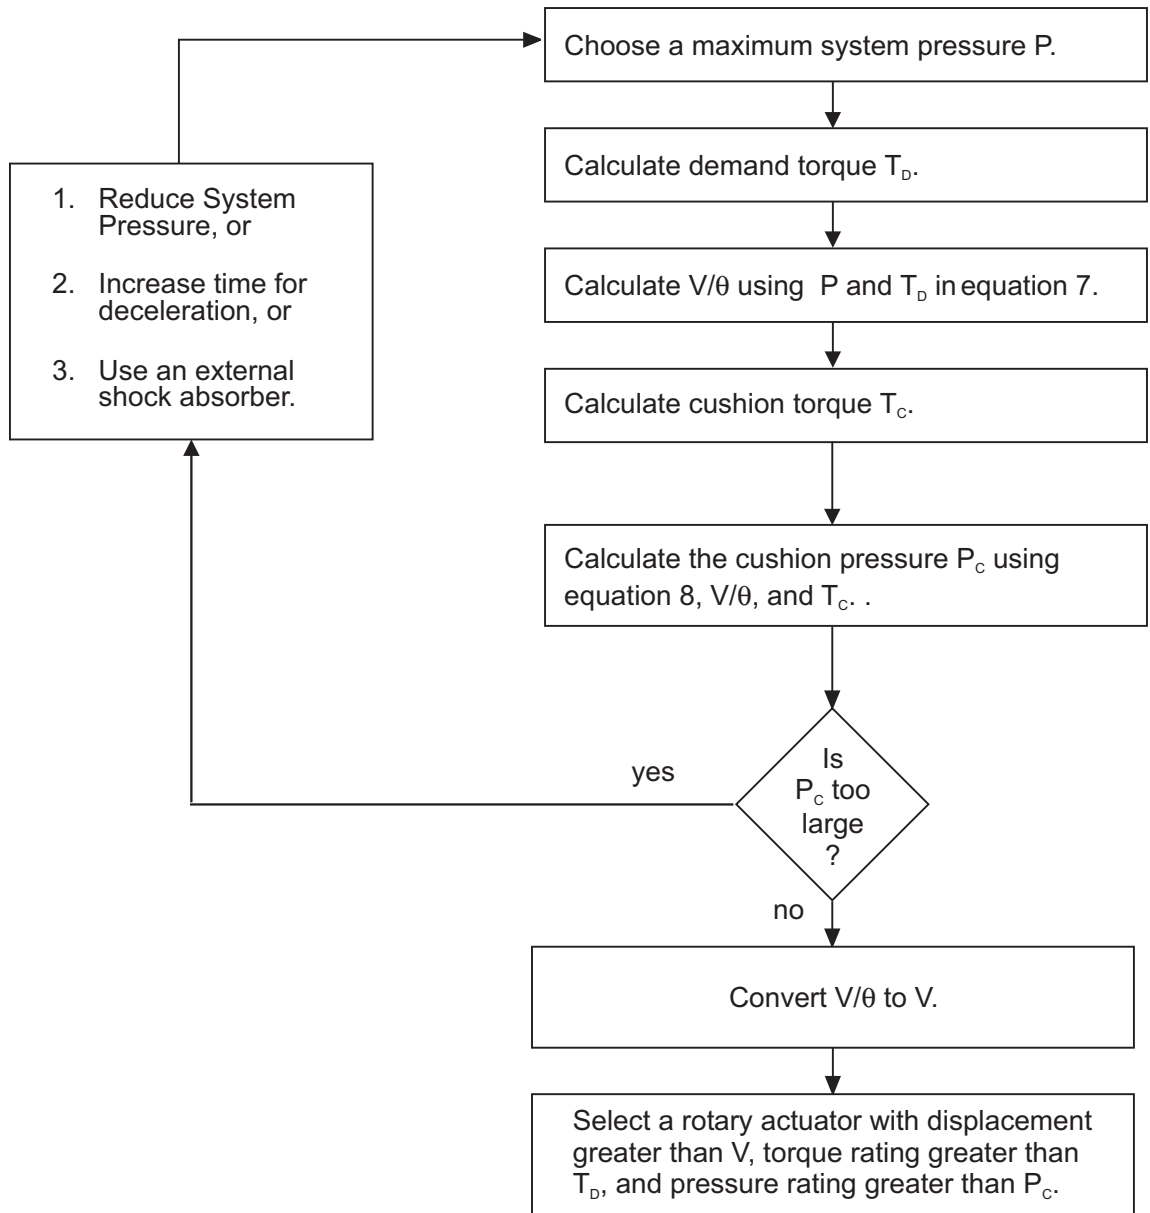 Choose a maximum system pressure P.
Calculate demand torque T_D.
Calculate V/θ using P and T_D in equation 7.
Calculate cushion torque T_C.
Calculate the cushion pressure P_C using
equation 8, V/θ, and T_C. .
Is
P_C too
large
?
yes
1. Reduce System
Pressure, or
2. Increase time for
deceleration, or
3. Use an external
shock absorber.
no
Convert V/θ to V.
Select a rotary actuator with displacement
greater than V, torque rating greater than
T_D, and pressure rating greater than P_C.